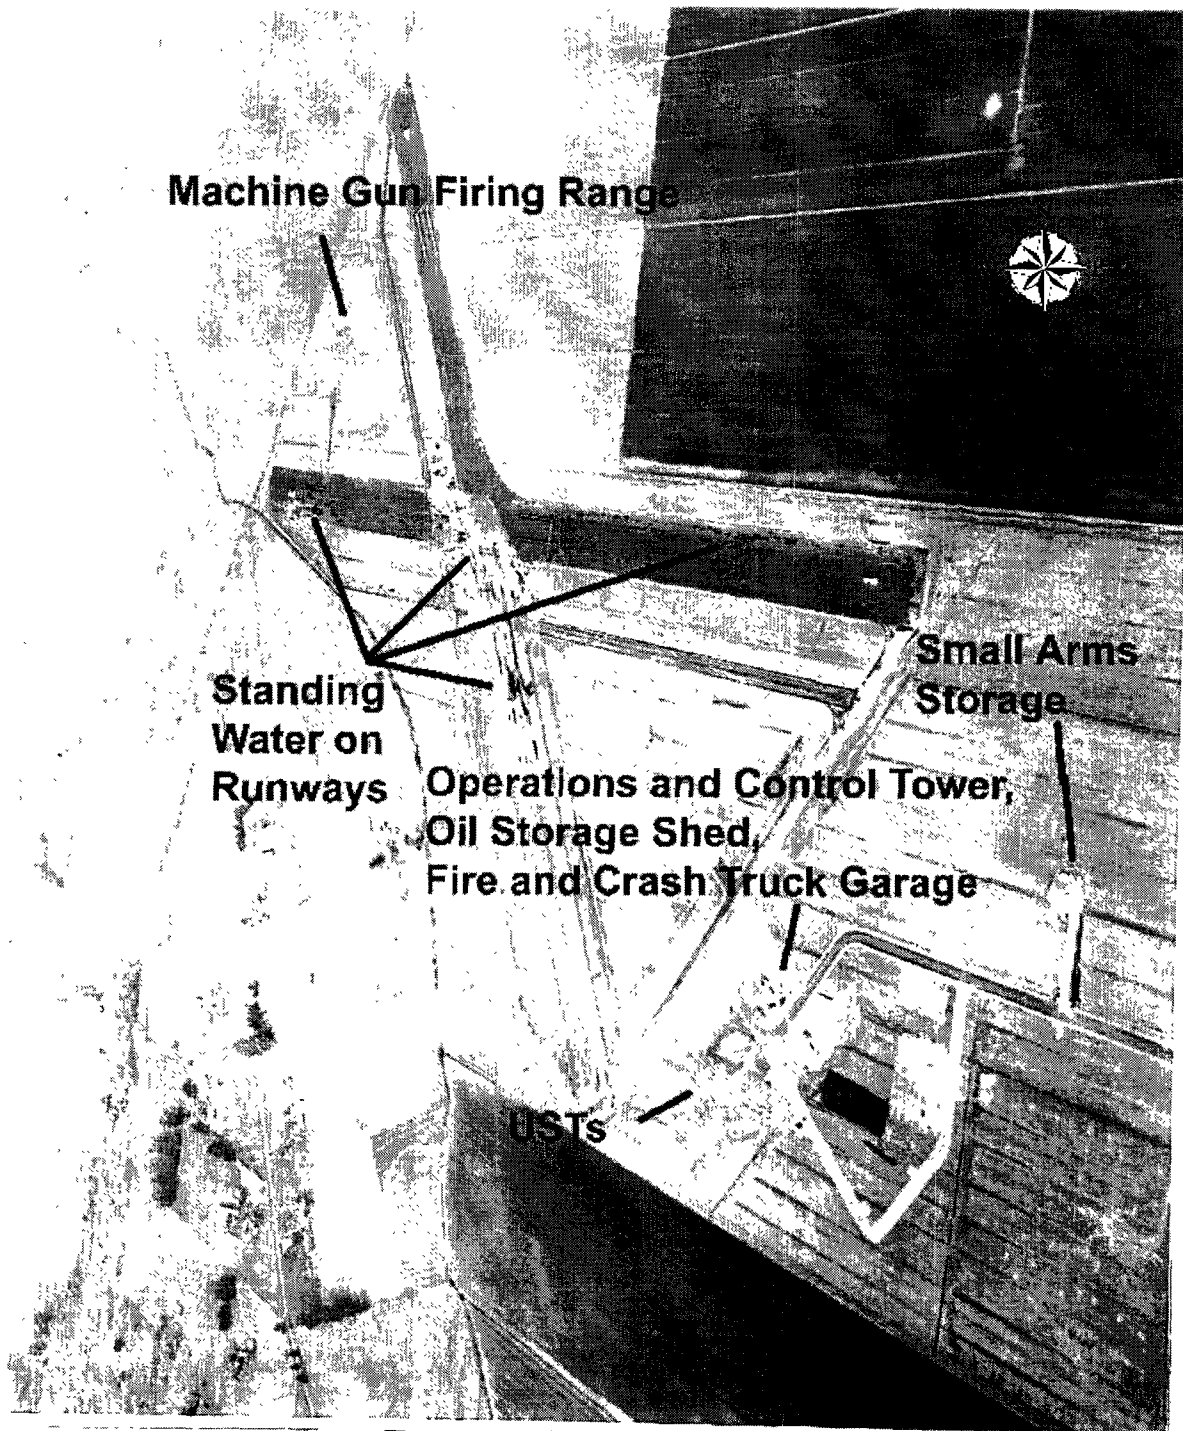 Machine Gun Firing Range
Small Arms
Storage
Standing
Water on
Runways
Operations and Control Tower,
Oil Storage Shed,
Fire and Crash Truck Garage
USTs